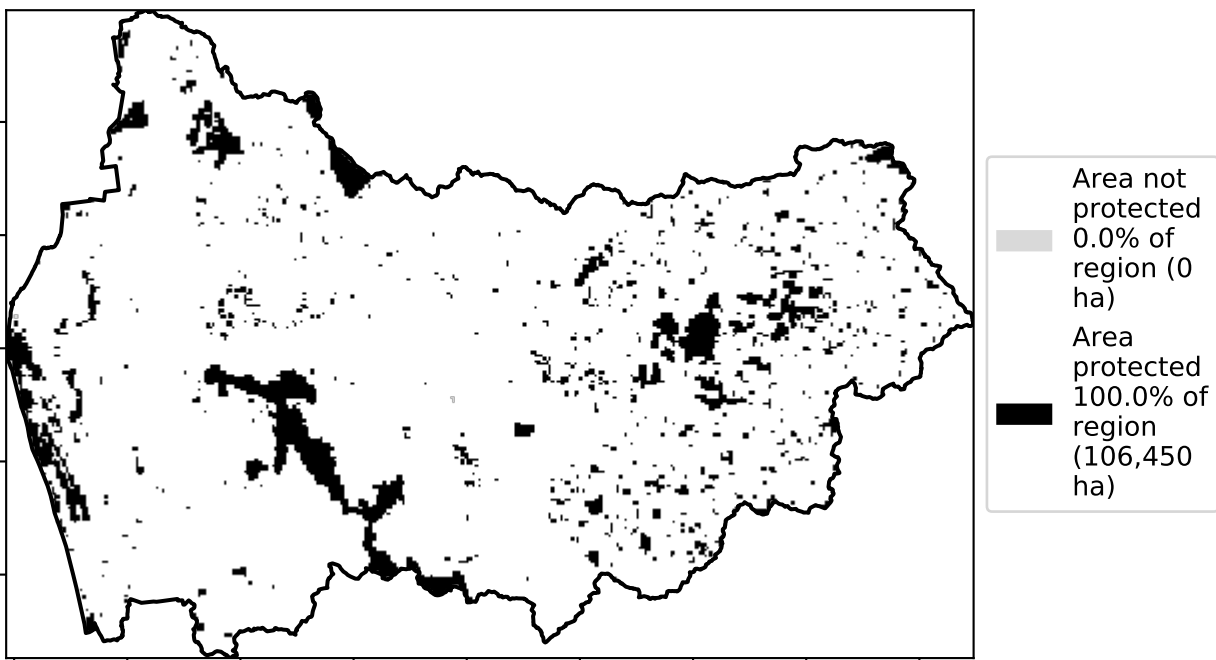 Area not
protected
0.0% of
region (0
ha)
Area
protected
100.0% of
region
(106,450
ha)